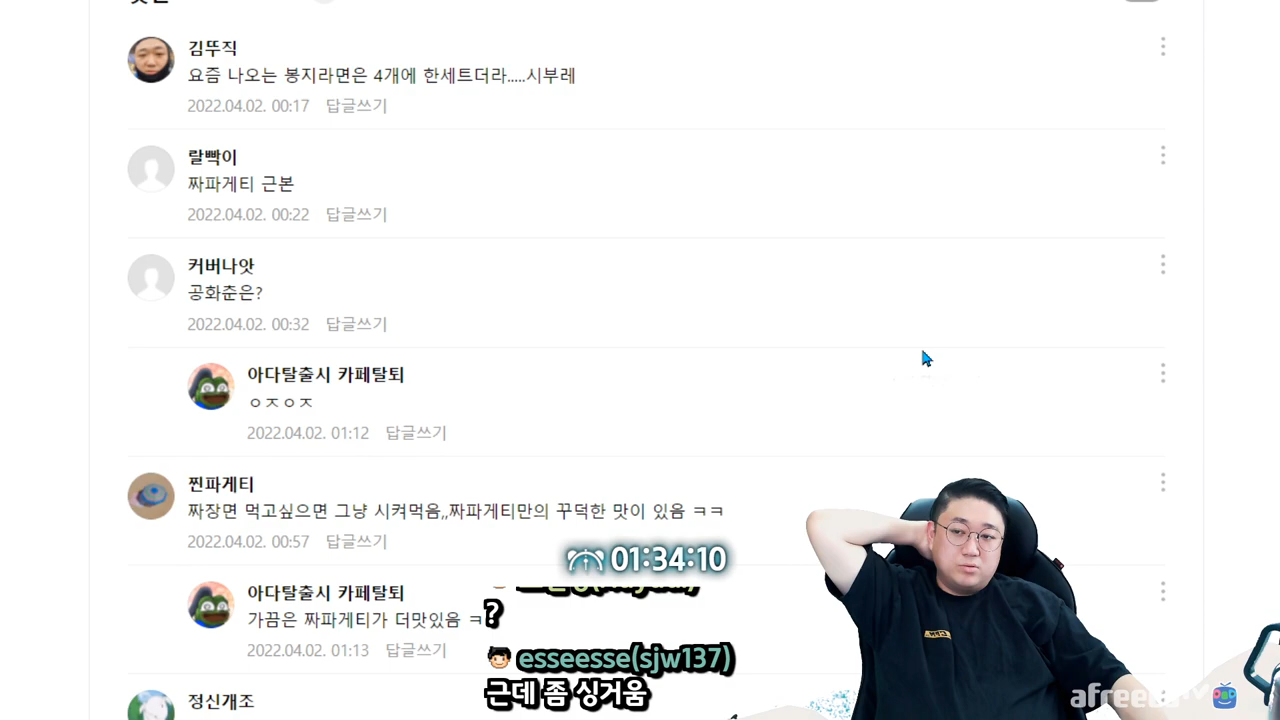 김뚜직
요즘 나오는 봉지라면은 4개에 한세트더라.....시부레
2022.04.02. 00:17 답글쓰기
랄빡이
짜파게티 근본
2022.04.02. 00:22 답글쓰기
커버나앗
공화춘은?
2022.04.02. 00:32 답글쓰기
아다탈출시 카페탈퇴
ㅇㅈㅇㅈ
2022.04.02. 01:12 답글쓰기
찐파게티
짜장면 먹고싶으면 그냥 시켜먹음,,짜파게티만의 꾸덕한 맛이 있음 ㅋㅋ
2022.04.02. 00:57 답글쓰기
01:34:10
아다탈출시 카페탈퇴
가끔은 짜파게티가 더맛있음 ㅋ
?
2022.04.02. 01:13 답글쓰기
esseesse(sjw137)
근데 좀 싱거움
정신개조